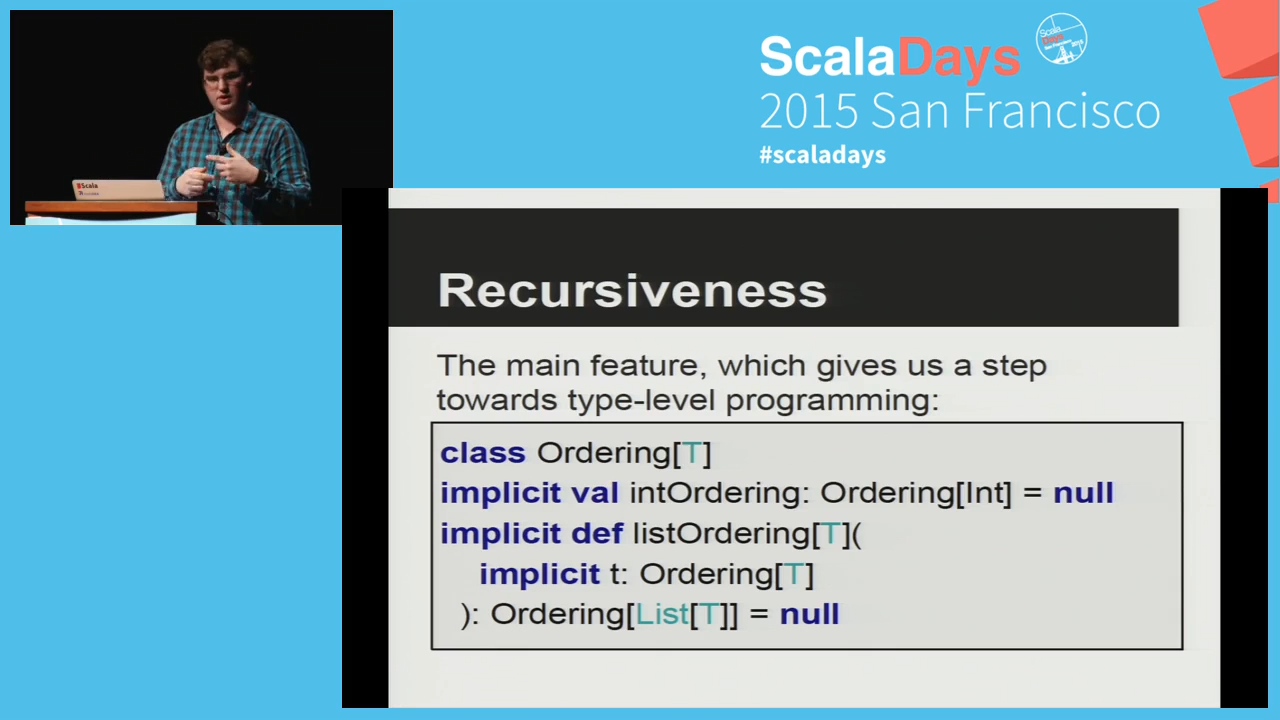 ScalaDays
2015 San Francisco
#scaladays
Scala
Recursiveness
The main feature, which gives us a step
towards type-level programming:
class Ordering[T]
implicit val intOrdering: Ordering[Int] = null
implicit def listOrdering[T](
implicit t: Ordering[T]
): Ordering[List[T]] = null